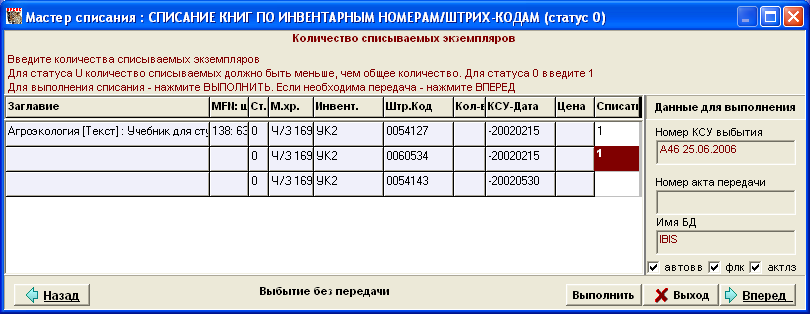 Мастер списания : СПИСАНИЕ КНИГ ПО ИНВЕНТАРНЫМ НОМЕРАМ/ШТРИХ-КОДАМ (статус 0)
Количество списываемых экземпляров
Введите количества списываемых экземпляров
Для статуса U количество списываемых должно быть меньше, чем общее количество. Для статуса 0 введите 1
Для выполнения списания - нажмите ВЫПОЛНИТЬ. Если необходима передача - нажмите ВПЕРЕД
Заглавие MFN: ш Ст. М.хр. Инвент. Штр.Код Кол-в КСУ-Дата Цена Списать
Агроэкология [Текст] : Учебник для сту 138: 63 0 Ч/З 169 УК2 0054127 -20020215 1
0 Ч/З 169 УК2 0060534 -20020215 1
0 Ч/З 169 УК2 0054143 -20020530
Данные для выполнения
Номер КСУ выбытия
А46 25.06.2006
Номер акта передачи
Имя БД
IBIS
автовв флк актлз
Назад Выбытие без передачи Выполнить Выход Вперед